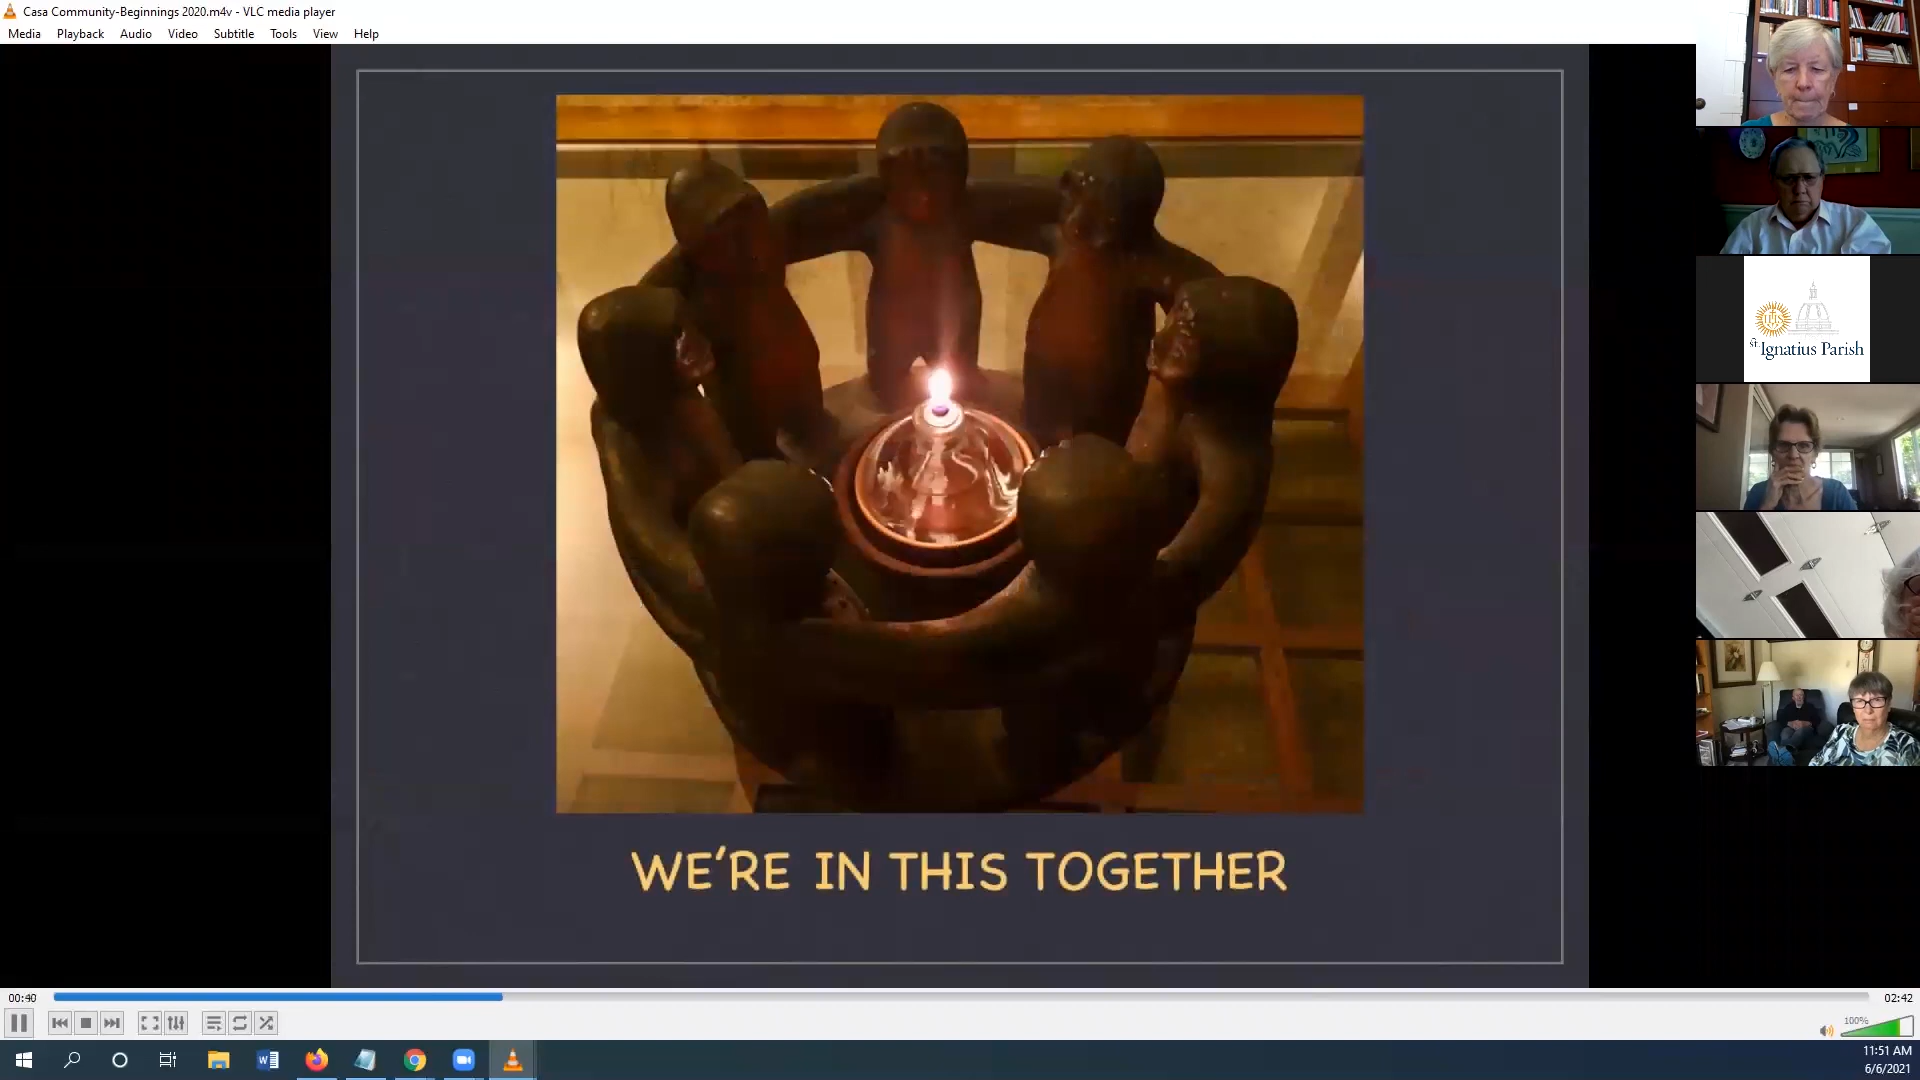 Casa Community-Beginnings 2020.m4v - VLC media player
Media Playback Audio Video Subtitle Tools View Help
IHS
St. Ignatius Parish
WE'RE IN THIS TOGETHER
00:40
02:42
100%
11:51 AM
6/6/2021